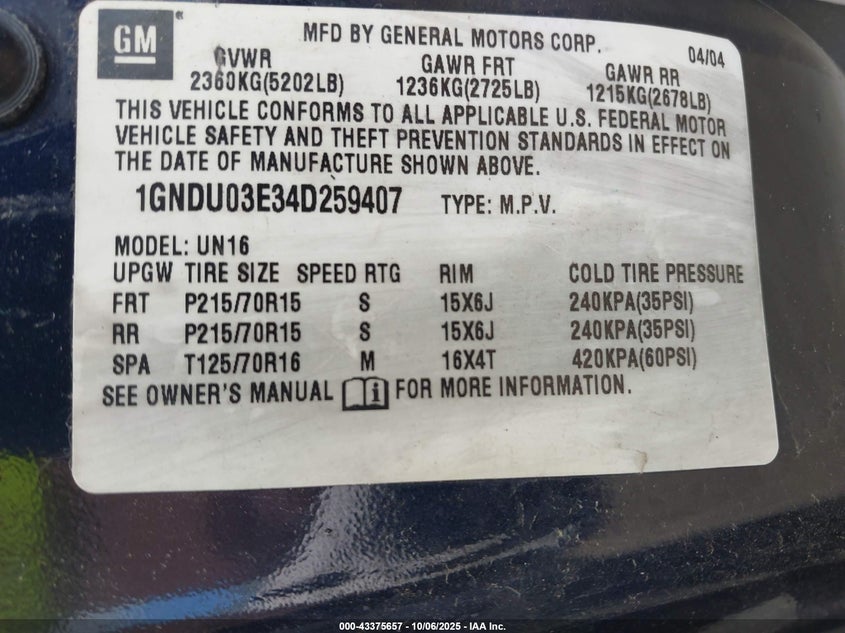 GM
MFD BY GENERAL MOTORS CORP. 04/04
GVWR GAWR FRT GAWR RR
2360KG(5202LB) 1236KG(2725LB) 1215KG(2678LB)
THIS VEHICLE CONFORMS TO ALL APPLICABLE U.S. FEDERAL MOTOR
VEHICLE SAFETY AND THEFT PREVENTION STANDARDS IN EFFECT ON
THE DATE OF MANUFACTURE SHOWN ABOVE.
1GNDU03E34D259407 TYPE: M.P.V.
MODEL: UN16
UPGW TIRE SIZE SPEED RTG RIM COLD TIRE PRESSURE
FRT P215/70R15 S 15X6J 240KPA(35PSI)
RR P215/70R15 S 15X6J 240KPA(35PSI)
SPA T125/70R16 M 16X4T 420KPA(60PSI)
SEE OWNER'S MANUAL FOR MORE INFORMATION.
000-43375657 - 10/06/2025 - IAA Inc.